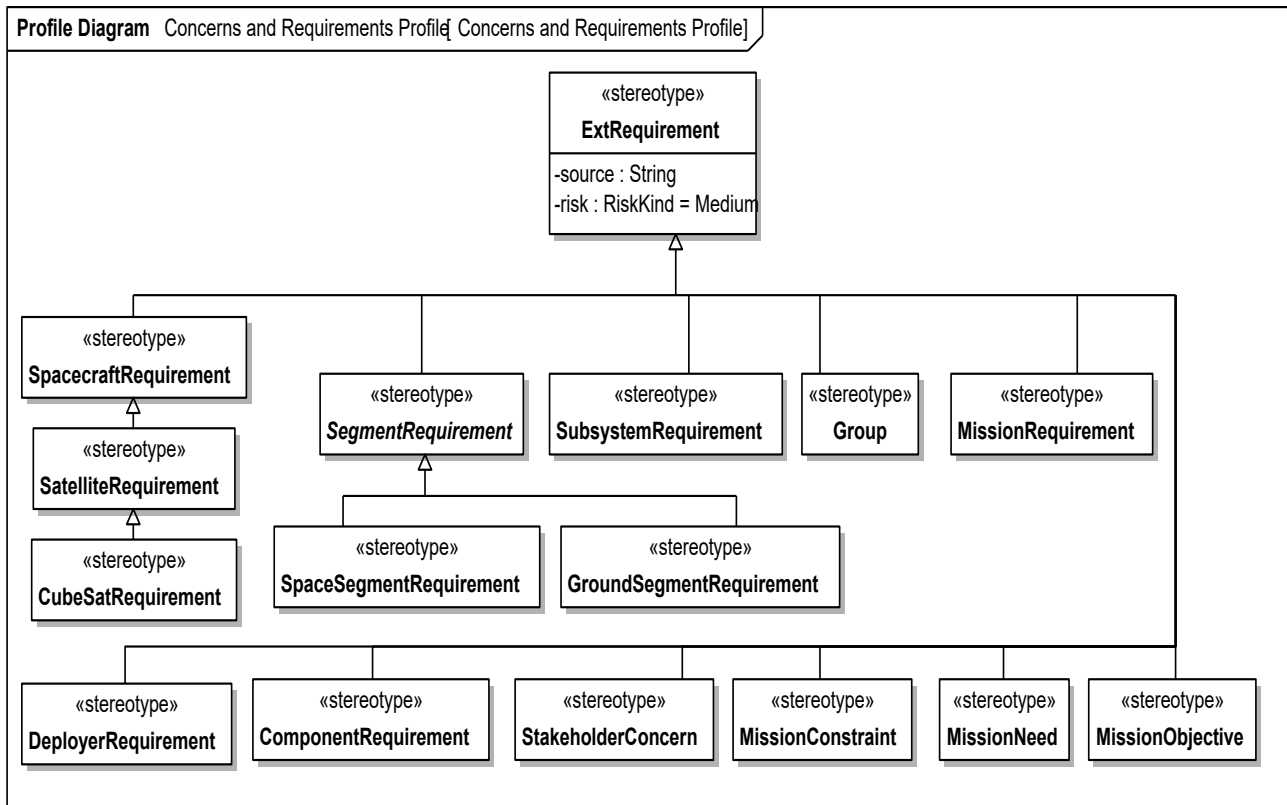 Profile Diagram Concerns and Requirements Profile[ Concerns and Requirements Profile]
«stereotype»
ExtRequirement
-source : String
-risk : RiskKind = Medium
«stereotype»
SpacecraftRequirement
«stereotype»
SegmentRequirement
«stereotype»
SubsystemRequirement
«stereotype»
Group
«stereotype»
MissionRequirement
«stereotype»
SatelliteRequirement
«stereotype»
CubeSatRequirement
«stereotype»
SpaceSegmentRequirement
«stereotype»
GroundSegmentRequirement
«stereotype»
DeployerRequirement
«stereotype»
ComponentRequirement
«stereotype»
StakeholderConcern
«stereotype»
MissionConstraint
«stereotype»
MissionNeed
«stereotype»
MissionObjective